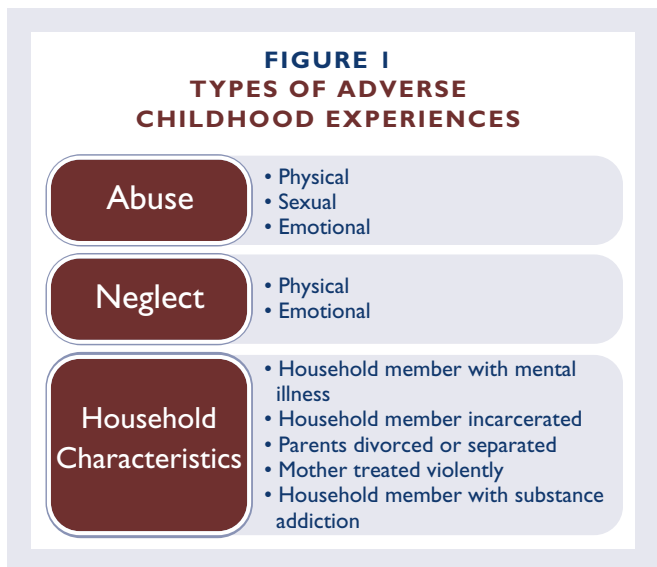 FIGURE 1
TYPES OF ADVERSE
CHILDHOOD EXPERIENCES
Abuse
• Physical
• Sexual
• Emotional
Neglect
• Physical
• Emotional
Household
Characteristics
• Household member with mental
illness
• Household member incarcerated
• Parents divorced or separated
• Mother treated violently
• Household member with substance
addiction